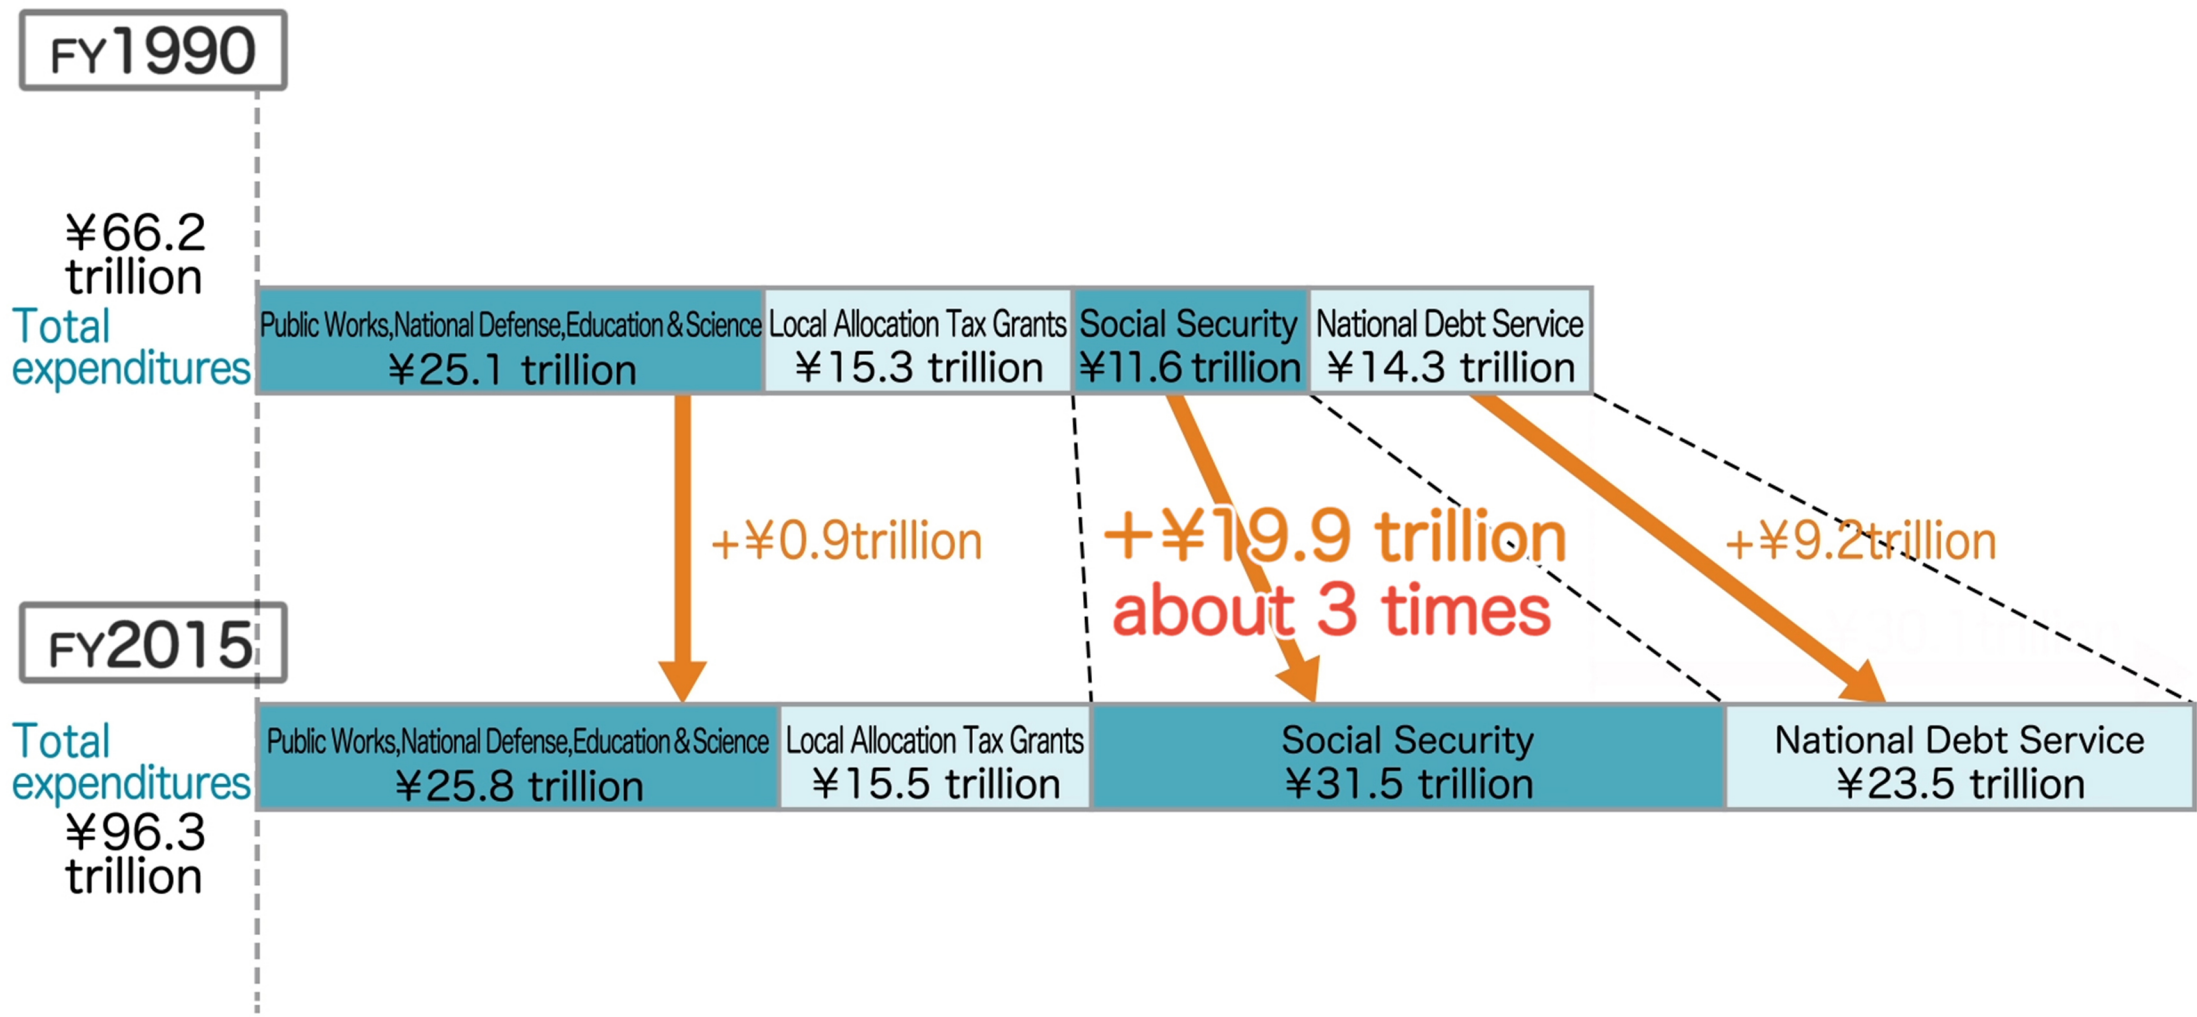 FY1990
¥66.2
trillion
Total
expenditures
Public Works,National Defense,Education & Science
¥25.1 trillion
Local Allocation Tax Grants
¥15.3 trillion
Social Security
¥11.6 trillion
National Debt Service
¥14.3 trillion
+¥0.9trillion
+¥19.9 trillion
about 3 times
+¥9.2trillion
FY2015
Total
expenditures
¥96.3
trillion
Public Works,National Defense,Education & Science
¥25.8 trillion
Local Allocation Tax Grants
¥15.5 trillion
Social Security
¥31.5 trillion
National Debt Service
¥23.5 trillion